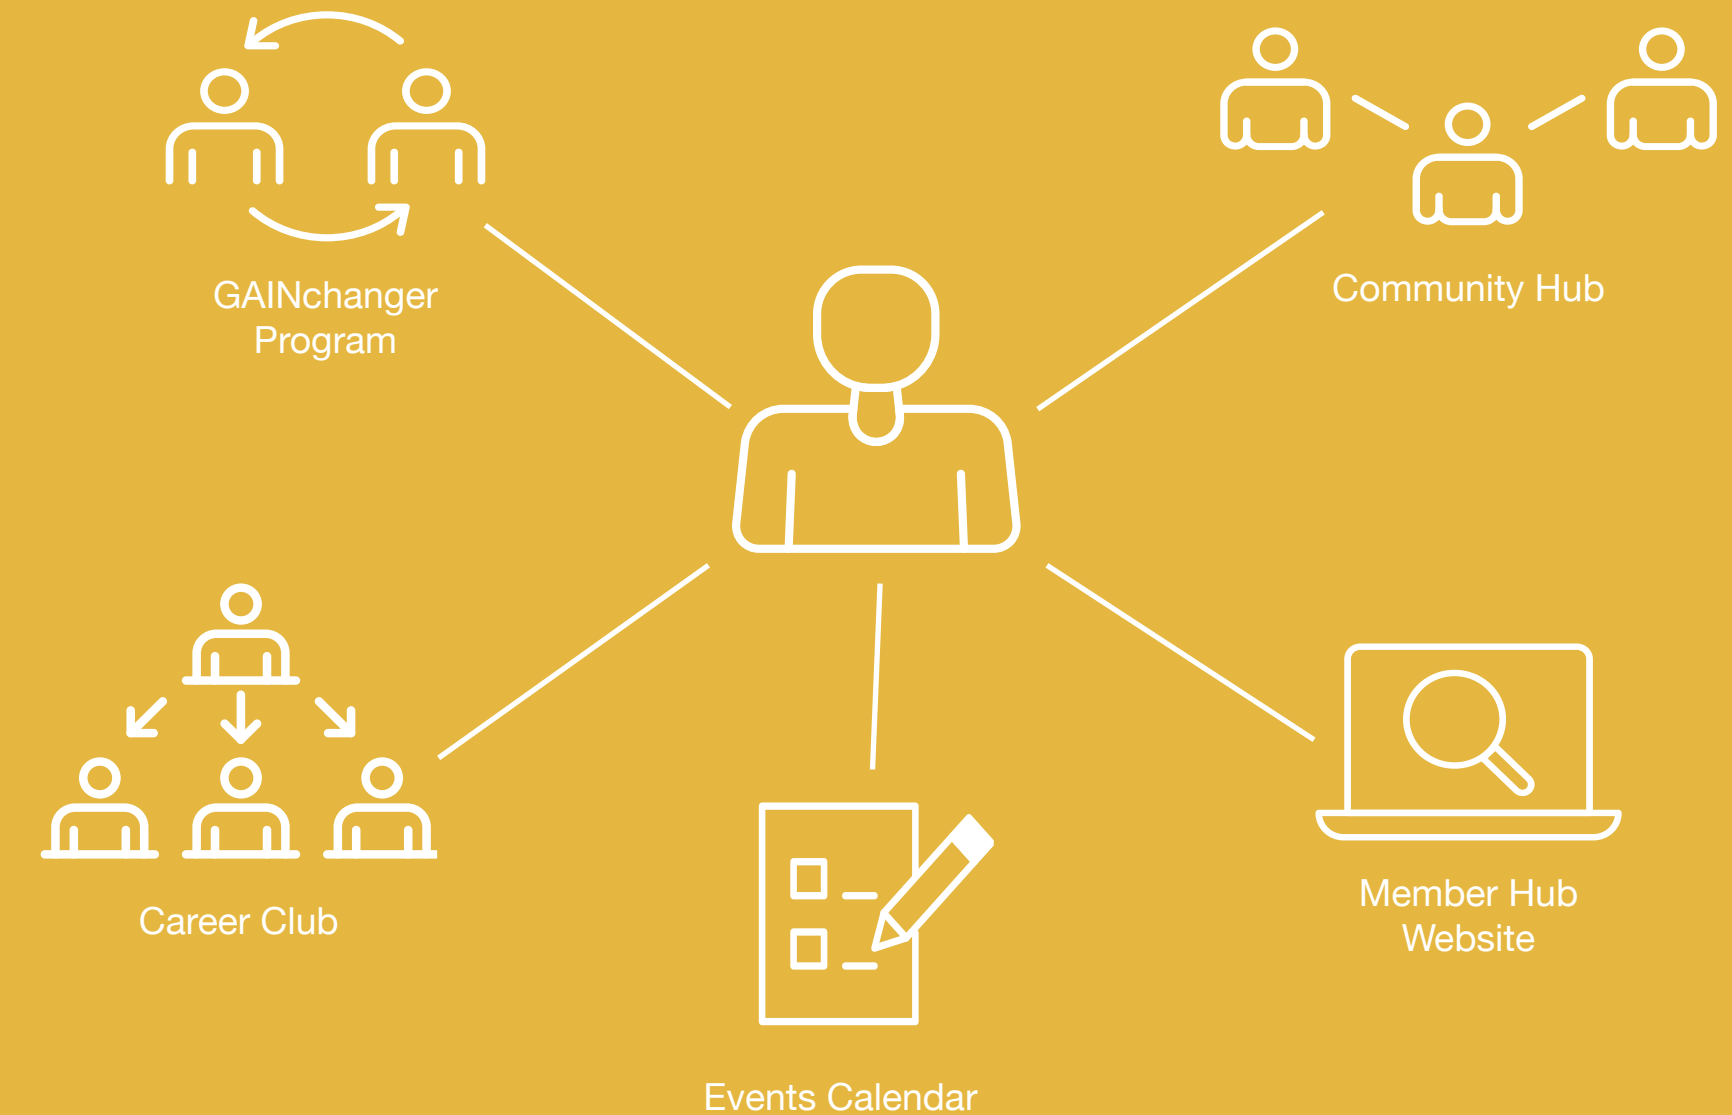 GAINchanger
Program
Community Hub
Career Club
Member Hub
Website
Events Calendar